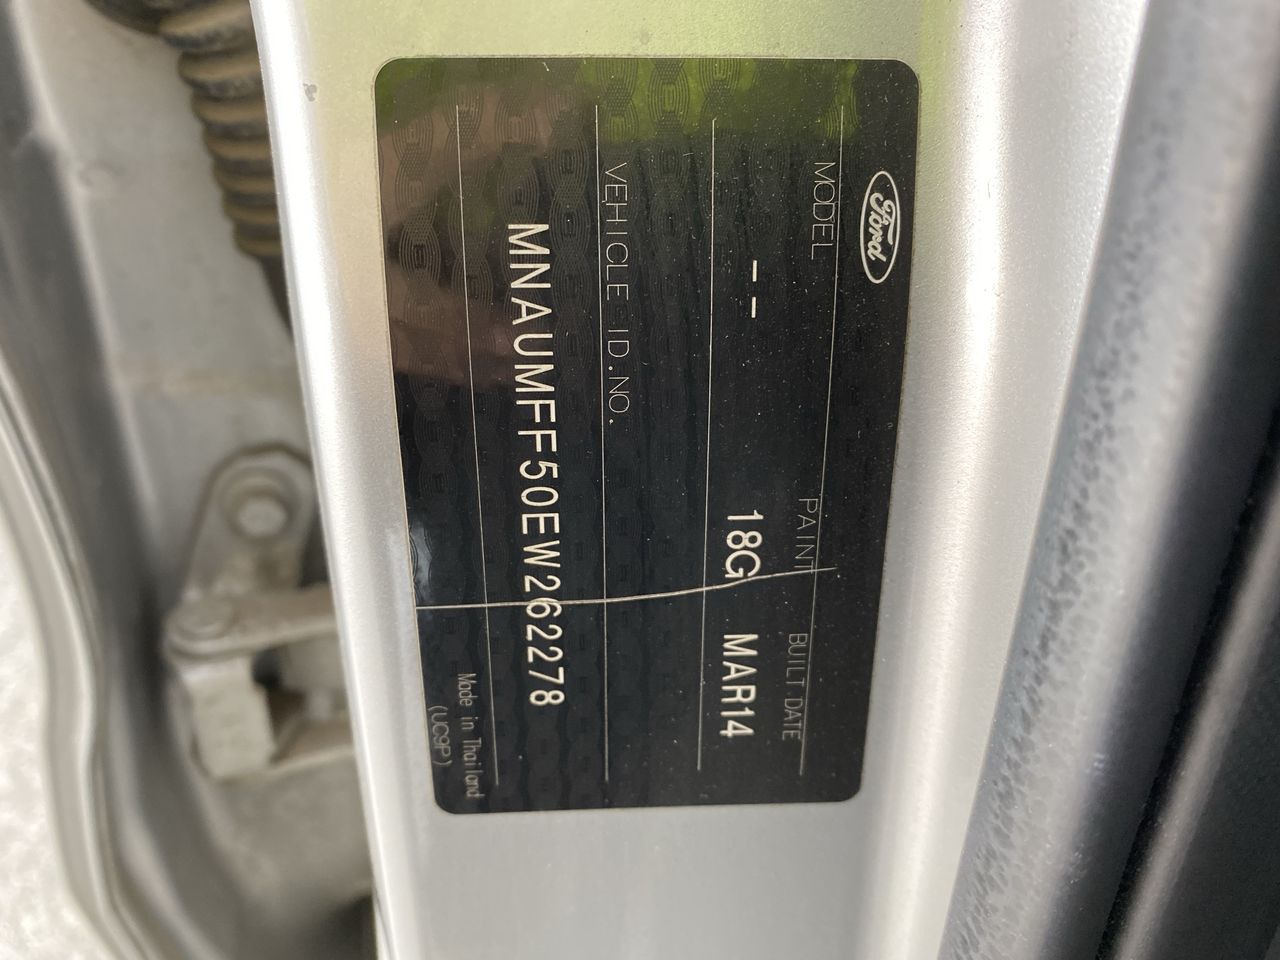 Ford
MODEL PAINT BUILT.DATE
-- 18G MAR14
VEHICLE ID.NO.
MNAUMFF50EW262278
Made in Thailand
(UC9P)